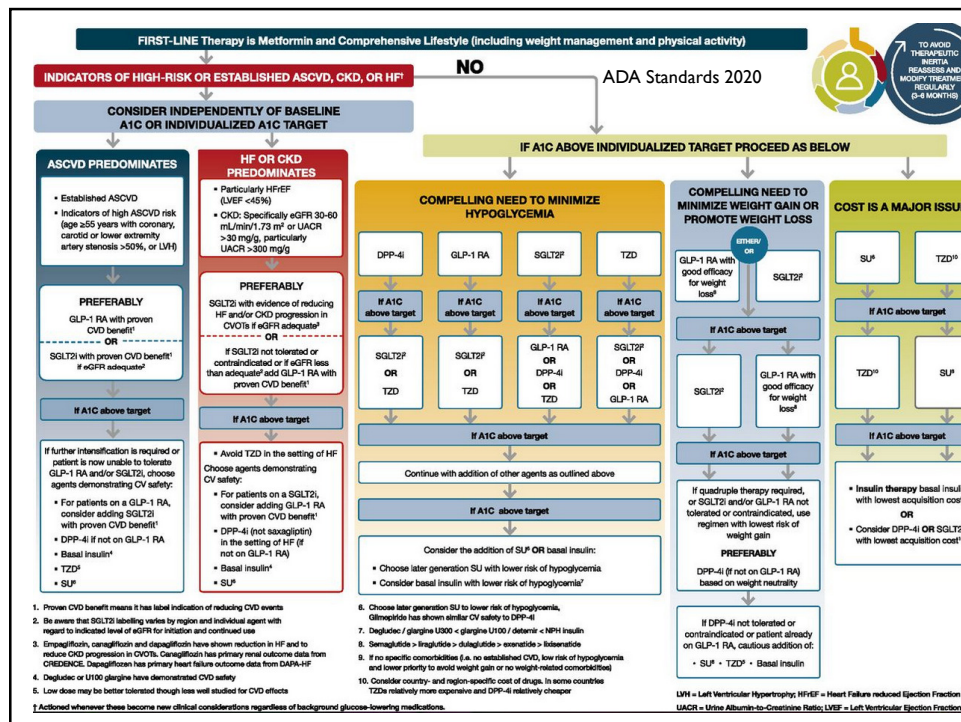 FIRST-LINE Therapy is Metformin and Comprehensive Lifestyle (including weight management and physical activity)
INDICATORS OF HIGH-RISK OR ESTABLISHED ASCVD, CKD, OR HF†
NO
ADA Standards 2020
TO AVOID
THERAPEUTIC
INERTIA
REASSESS AND
MODIFY TREATMENT
REGULARLY
(3–6 MONTHS)
CONSIDER INDEPENDENTLY OF BASELINE
A1C OR INDIVIDUALIZED A1C TARGET
IF A1C ABOVE INDIVIDUALIZED TARGET PROCEED AS BELOW
ASCVD PREDOMINATES
▪ Established ASCVD
▪ Indicators of high ASCVD risk
(age ≥55 years with coronary,
carotid or lower extremity
artery stenosis >50%, or LVH)
PREFERABLY
GLP-1 RA with proven
CVD benefit¹
OR
SGLT2i with proven CVD benefit¹
if eGFR adequate²
If A1C above target
If further intensification is required or
patient is now unable to tolerate
GLP-1 RA and/or SGLT2i, choose
agents demonstrating CV safety:
▪ For patients on a GLP-1 RA,
consider adding SGLT2i
with proven CVD benefit¹
▪ DPP-4i if not on GLP-1 RA
▪ Basal insulin⁴
▪ TZD⁵
▪ SU⁶
HF OR CKD
PREDOMINATES
▪ Particularly HFrEF
(LVEF <45%)
▪ CKD: Specifically eGFR 30-60
mL/min/1.73 m² or UACR
>30 mg/g, particularly
UACR >300 mg/g
PREFERABLY
SGLT2i with evidence of reducing
HF and/or CKD progression in
CVOTs if eGFR adequate³
OR
If SGLT2i not tolerated or
contraindicated or if eGFR less
than adequate² add GLP-1 RA with
proven CVD benefit¹
If A1C above target
▪ Avoid TZD in the setting of HF
Choose agents demonstrating
CV safety:
▪ For patients on a SGLT2i,
consider adding GLP-1 RA
with proven CVD benefit¹
▪ DPP-4i (not saxagliptin)
in the setting of HF (if
not on GLP-1 RA)
▪ Basal insulin⁴
▪ SU⁶
COMPELLING NEED TO MINIMIZE
HYPOGLYCEMIA
DPP-4i
GLP-1 RA
SGLT2i²
TZD
If A1C
above target
If A1C
above target
If A1C
above target
If A1C
above target
SGLT2i²
OR
TZD
SGLT2i²
OR
TZD
GLP-1 RA
OR
DPP-4i
OR
TZD
SGLT2i²
OR
DPP-4i
OR
GLP-1 RA
If A1C above target
Continue with addition of other agents as outlined above
If A1C above target
Consider the addition of SU⁶ OR basal insulin:
▪ Choose later generation SU with lower risk of hypoglycemia
▪ Consider basal insulin with lower risk of hypoglycemia⁷
COMPELLING NEED TO
MINIMIZE WEIGHT GAIN OR
PROMOTE WEIGHT LOSS
EITHER/
OR
GLP-1 RA with
good efficacy
for weight
loss⁸
SGLT2i²
If A1C above target
SGLT2i²
GLP-1 RA with
good efficacy
for weight
loss⁸
If A1C above target
If quadruple therapy required,
or SGLT2i and/or GLP-1 RA not
tolerated or contraindicated, use
regimen with lowest risk of
weight gain
PREFERABLY
DPP-4i (if not on GLP-1 RA)
based on weight neutrality
If DPP-4i not tolerated or
contraindicated or patient already
on GLP-1 RA, cautious addition of:
▪ SU⁶ ▪ TZD⁵ ▪ Basal insulin
COST IS A MAJOR ISSU
SU⁶
TZD¹⁰
If A1C
above target
If A1C
above targe
TZD¹⁰
SU⁶
If A1C above target
▪ Insulin therapy basal insuli
with lowest acquisition cost
OR
▪ Consider DPP-4i OR SGLT2
with lowest acquisition cost¹
1. Proven CVD benefit means it has label indication of reducing CVD events
2. Be aware that SGLT2i labelling varies by region and individual agent with
regard to indicated level of eGFR for initiation and continued use
3. Empagliflozin, canagliflozin and dapagliflozin have shown reduction in HF and to
reduce CKD progression in CVOTs. Canagliflozin has primary renal outcome data from
CREDENCE. Dapagliflozin has primary heart failure outcome data from DAPA-HF
4. Degludec or U100 glargine have demonstrated CVD safety
5. Low dose may be better tolerated though less well studied for CVD effects
6. Choose later generation SU to lower risk of hypoglycemia,
Glimepiride has shown similar CV safety to DPP-4i
7. Degludec / glargine U300 < glargine U100 / detemir < NPH insulin
8. Semaglutide > liraglutide > dulaglutide > exenatide > lixisenatide
9. If no specific comorbidities (i.e. no established CVD, low risk of hypoglycemia
and lower priority to avoid weight gain or no weight-related comorbidities)
10. Consider country- and region-specific cost of drugs. In some countries
TZDs relatively more expensive and DPP-4i relatively cheaper
† Actioned whenever these become new clinical considerations regardless of background glucose-lowering medications.
LVH = Left Ventricular Hypertrophy; HFrEF = Heart Failure reduced Ejection Fraction
UACR = Urine Albumin-to-Creatinine Ratio; LVEF = Left Ventricular Ejection Fraction